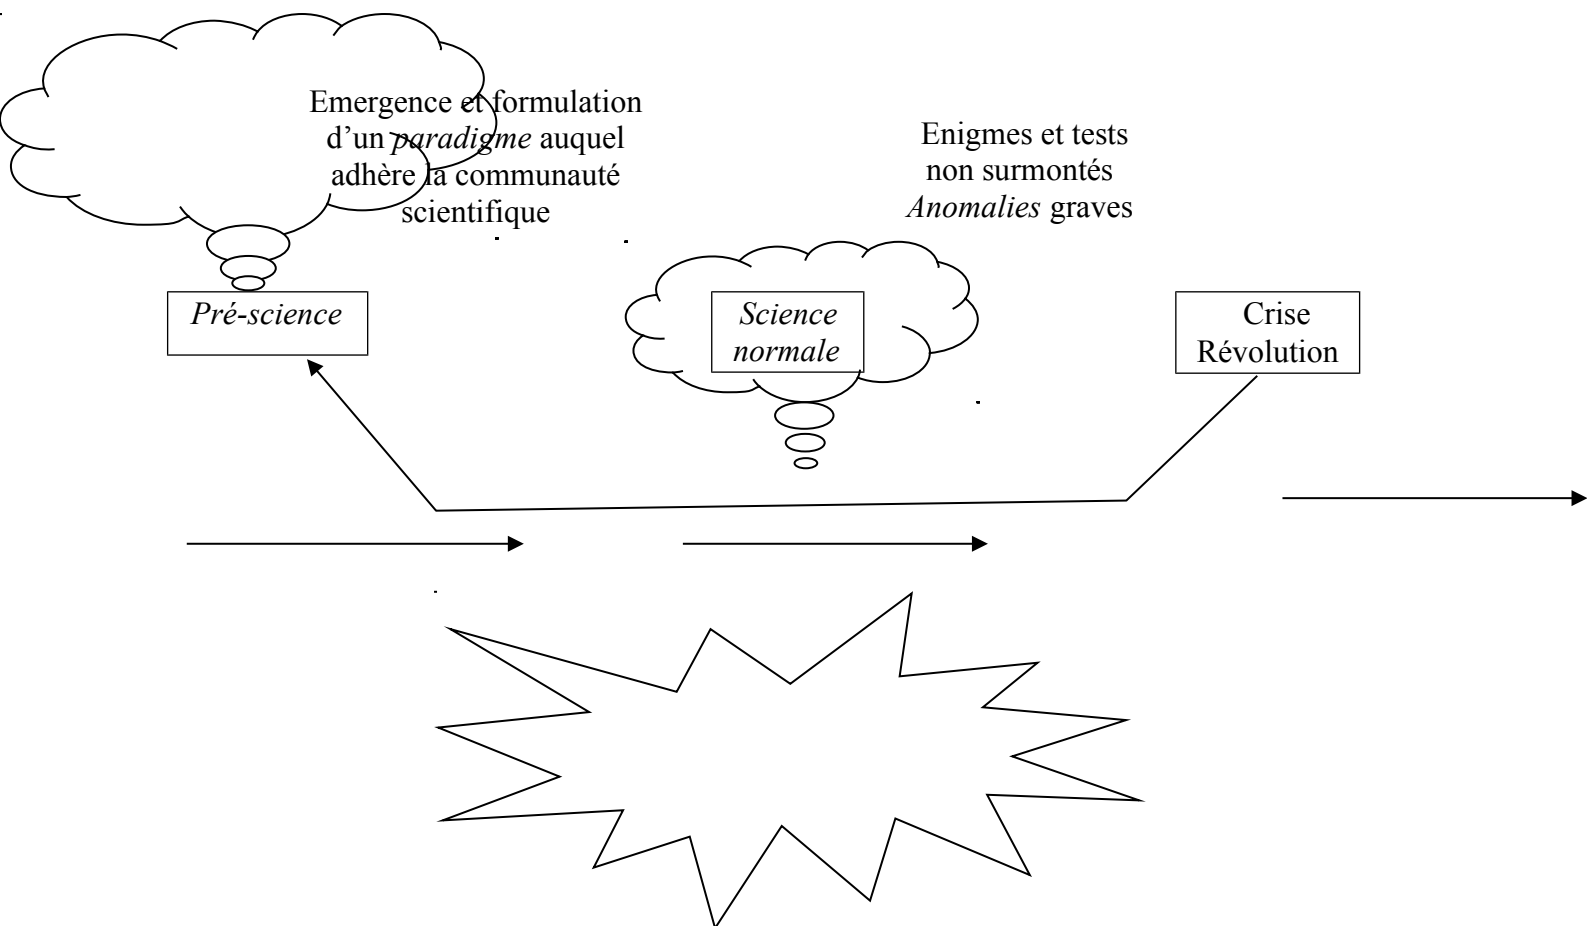 Emergence et formulation
d’un paradigme auquel
adhère la communauté
scientifique
Enigmes et tests
non surmontés
Anomalies graves
Pré-science
Science
normale
Crise
Révolution